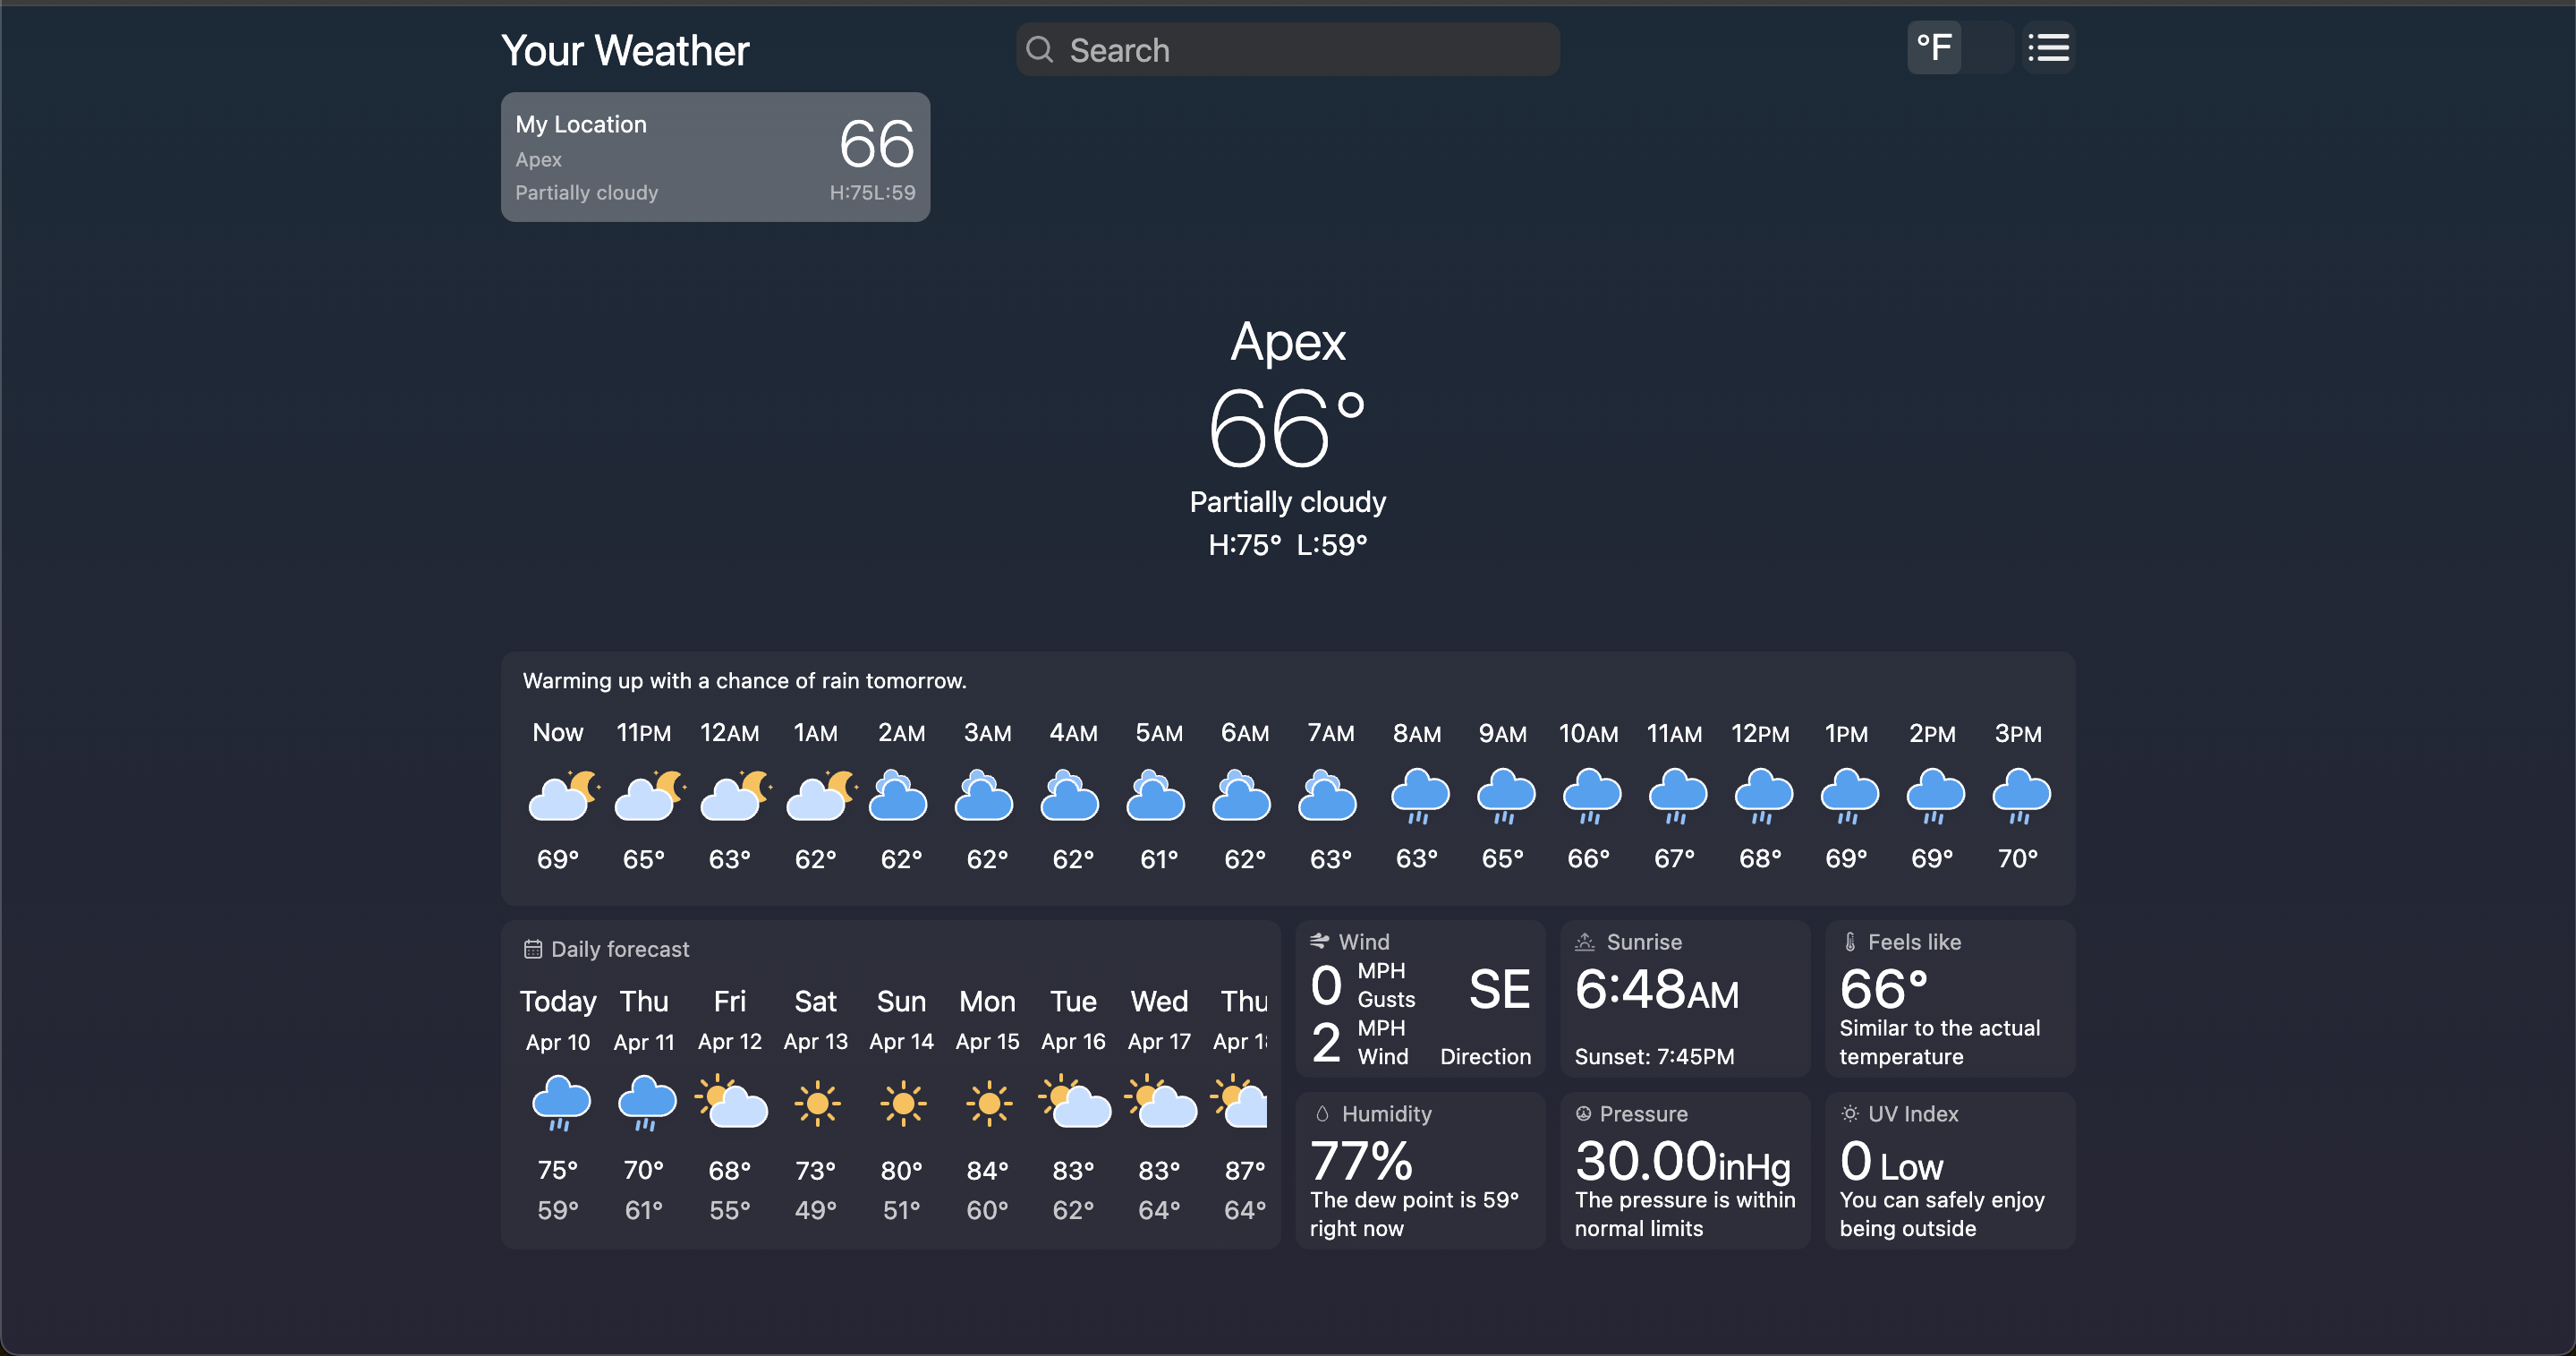 Your Weather
Search
°F
My Location
Apex
Partially cloudy
66
H:75L:59
Apex
66°
Partially cloudy
H:75° L:59°
Warming up with a chance of rain tomorrow.
Now 11PM 12AM 1AM 2AM 3AM 4AM 5AM 6AM 7AM 8AM 9AM 10AM 11AM 12PM 1PM 2PM 3PM
69° 65° 63° 62° 62° 62° 62° 61° 62° 63° 63° 65° 66° 67° 68° 69° 69° 70°
Daily forecast
Today Thu Fri Sat Sun Mon Tue Wed Thu
Apr 10 Apr 11 Apr 12 Apr 13 Apr 14 Apr 15 Apr 16 Apr 17 Apr
75° 70° 68° 73° 80° 84° 83° 83° 87°
59° 61° 55° 49° 51° 60° 62° 64° 64°
Wind
0 MPH Gusts
2 MPH Wind
SE
Direction
Sunrise
6:48AM
Sunset: 7:45PM
Feels like
66°
Similar to the actual
temperature
Humidity
77%
The dew point is 59°
right now
Pressure
30.00inHg
The pressure is within
normal limits
UV Index
0 Low
You can safely enjoy
being outside